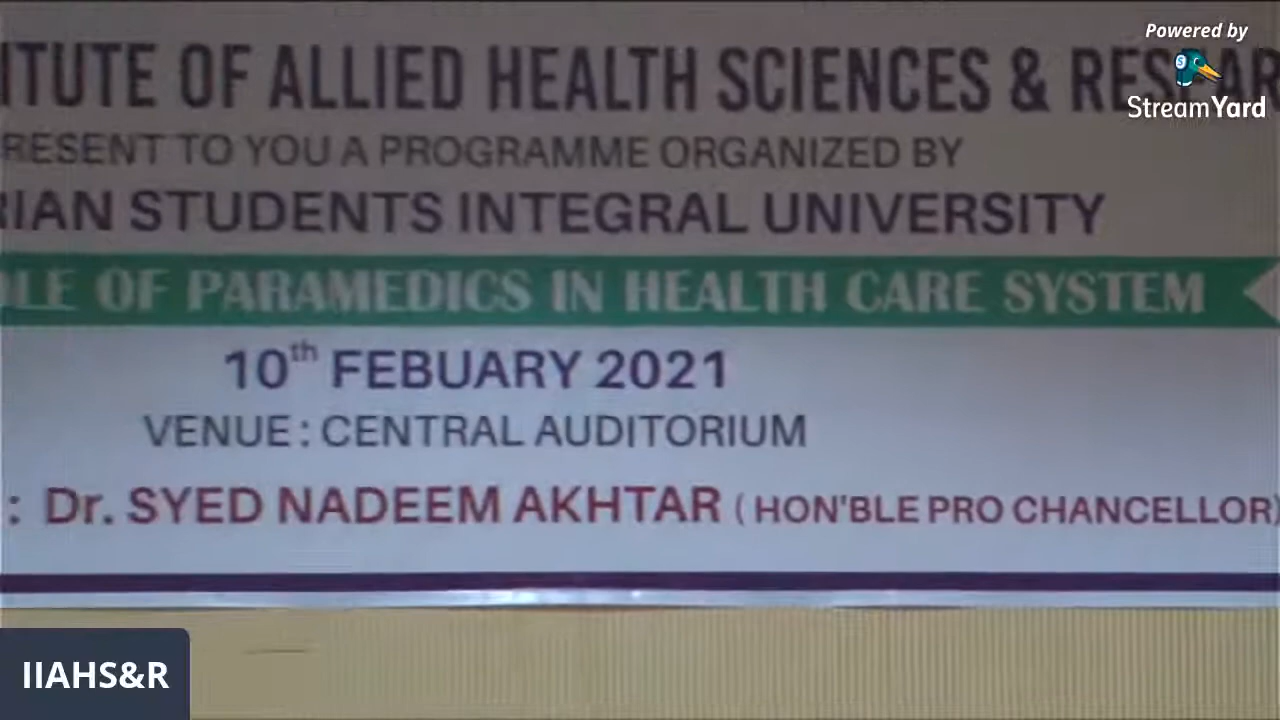 ITUTE OF ALLIED HEALTH SCIENCES & RESEAR
RESENT TO YOU A PROGRAMME ORGANIZED BY
RIAN STUDENTS INTEGRAL UNIVERSITY
OLE OF PARAMEDICS IN HEALTH CARE SYSTEM
10th FEBUARY 2021
VENUE : CENTRAL AUDITORIUM
: Dr. SYED NADEEM AKHTAR ( HON'BLE PRO CHANCELLOR)
Powered by
StreamYard
IIAHS&R